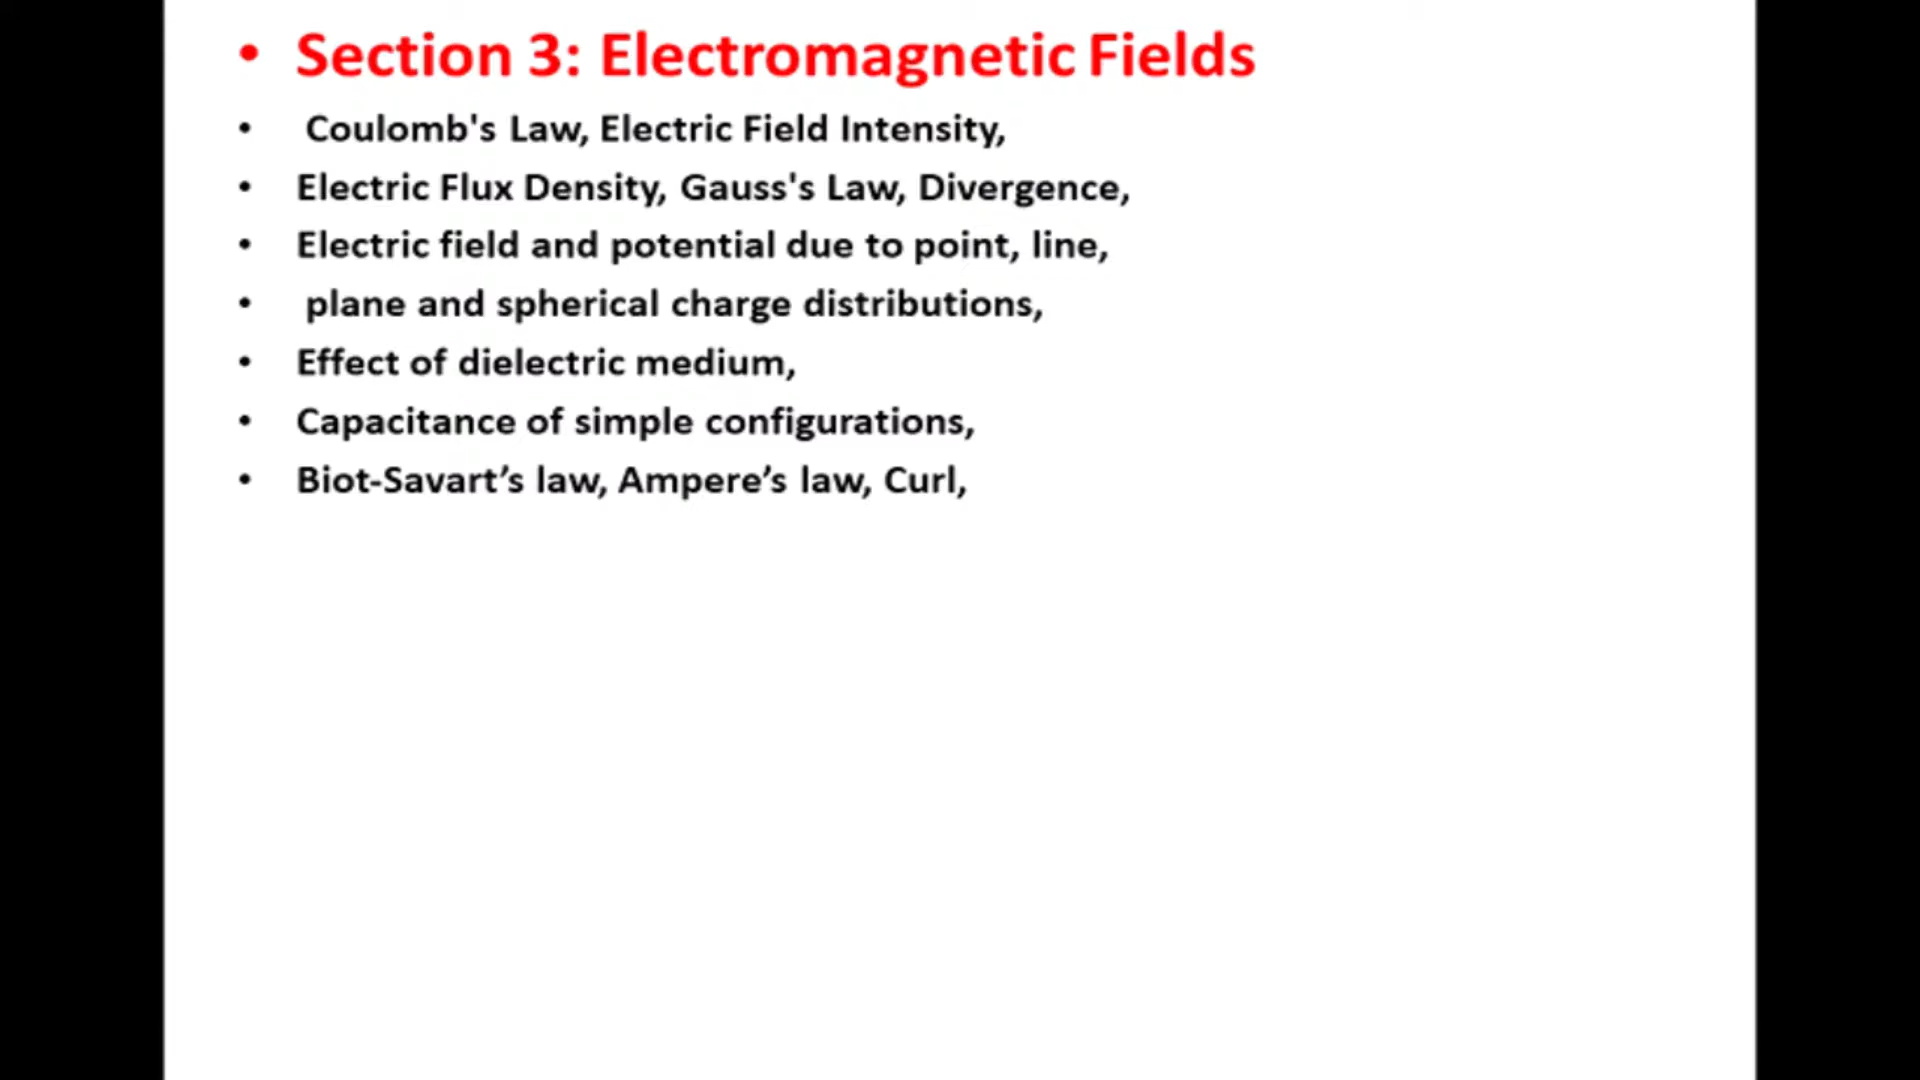 • Section 3: Electromagnetic Fields
• Coulomb's Law, Electric Field Intensity,
• Electric Flux Density, Gauss's Law, Divergence,
• Electric field and potential due to point, line,
• plane and spherical charge distributions,
• Effect of dielectric medium,
• Capacitance of simple configurations,
• Biot-Savart’s law, Ampere’s law, Curl,